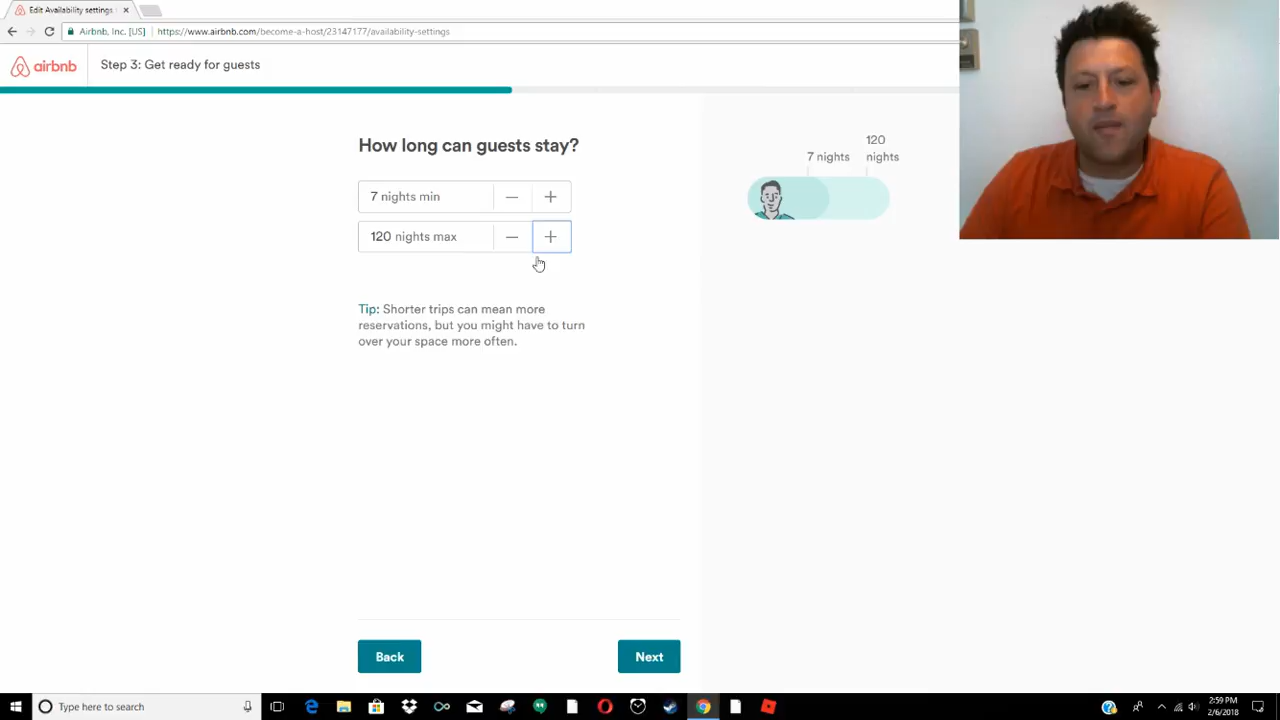 Edit Availability settings
Airbnb, Inc. [US]
https://www.airbnb.com/become-a-host/23147177/availability-settings
airbnb
Step 3: Get ready for guests
How long can guests stay?
7 nights min
120 nights max
Tip: Shorter trips can mean more
reservations, but you might have to turn
over your space more often.
7 nights
120
nights
Back
Next
Type here to search
2:59 PM
2/6/2018